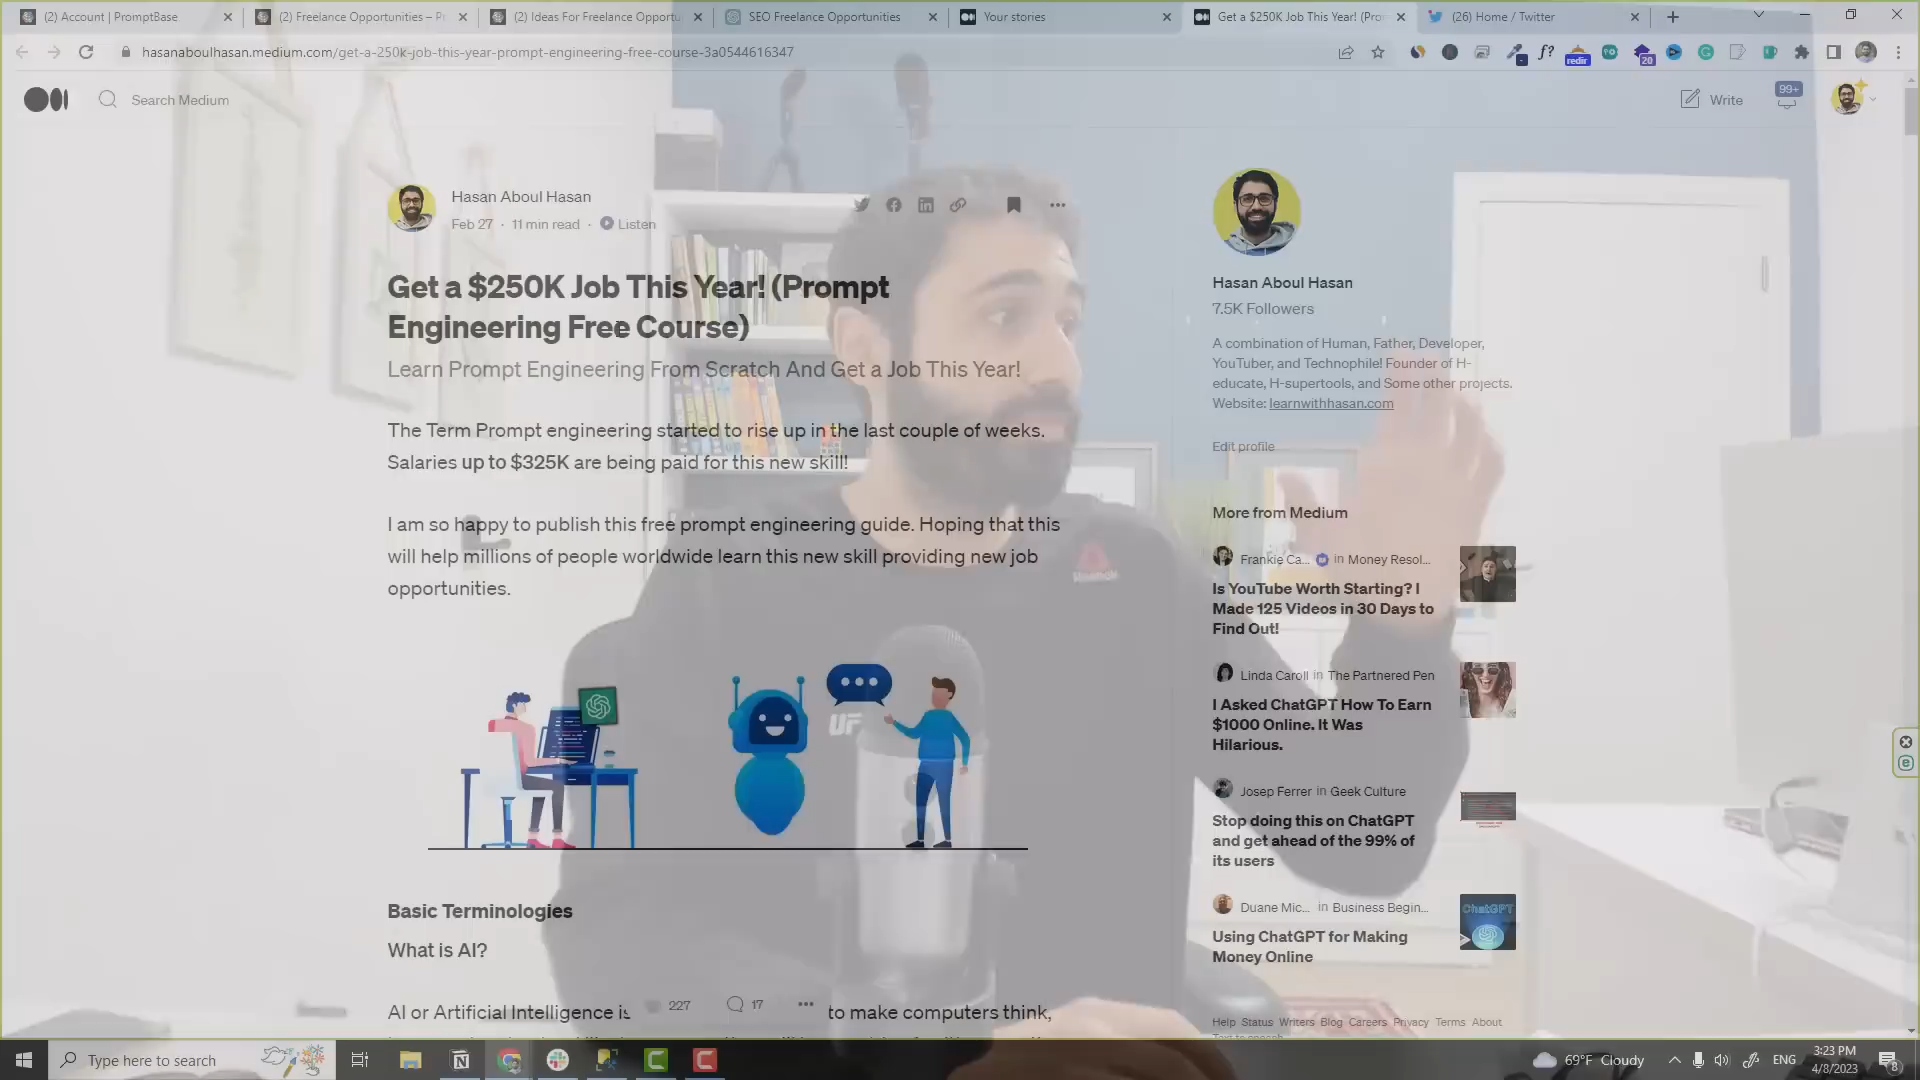 (2) Account | PromptBase
(2) Freelance Opportunities – P
(2) Ideas For Freelance Opportu
SEO Freelance Opportunities
Your stories
Get a $250K Job This Year! (Pro
(26) Home / Twitter
hasanaboulhasan.medium.com/get-a-250k-job-this-year-prompt-engineering-free-course-3a0544616347
f?
redir
20
Search Medium
Write
99+
Hasan Aboul Hasan
Feb 27 · 11 min read · Listen
Get a $250K Job This Year! (Prompt
Engineering Free Course)
Learn Prompt Engineering From Scratch And Get a Job This Year!
The Term Prompt engineering started to rise up in the last couple of weeks.
Salaries up to $325K are being paid for this new skill!
I am so happy to publish this free prompt engineering guide. Hoping that this
will help millions of people worldwide learn this new skill providing new job
opportunities.
UF
Basic Terminologies
What is AI?
AI or Artificial Intelligence is
to make computers think,
227
17
Hasan Aboul Hasan
7.5K Followers
A combination of Human, Father, Developer,
YouTuber, and Technophile! Founder of H-
educate, H-supertools, and Some other projects.
Website: learnwithhasan.com
Edit profile
More from Medium
Frankie Ca... in Money Resol...
Is YouTube Worth Starting? I
Made 125 Videos in 30 Days to
Find Out!
Linda Caroll in The Partnered Pen
I Asked ChatGPT How To Earn
$1000 Online. It Was
Hilarious.
Josep Ferrer in Geek Culture
Stop doing this on ChatGPT
and get ahead of the 99% of
its users
Duane Mic... in Business Begin...
Using ChatGPT for Making
Money Online
ChatGPT
Help Status Writers Blog Careers Privacy Terms About
Text to speech
Reebok
Type here to search
69°F Cloudy
ENG
3:23 PM
4/8/2023
8